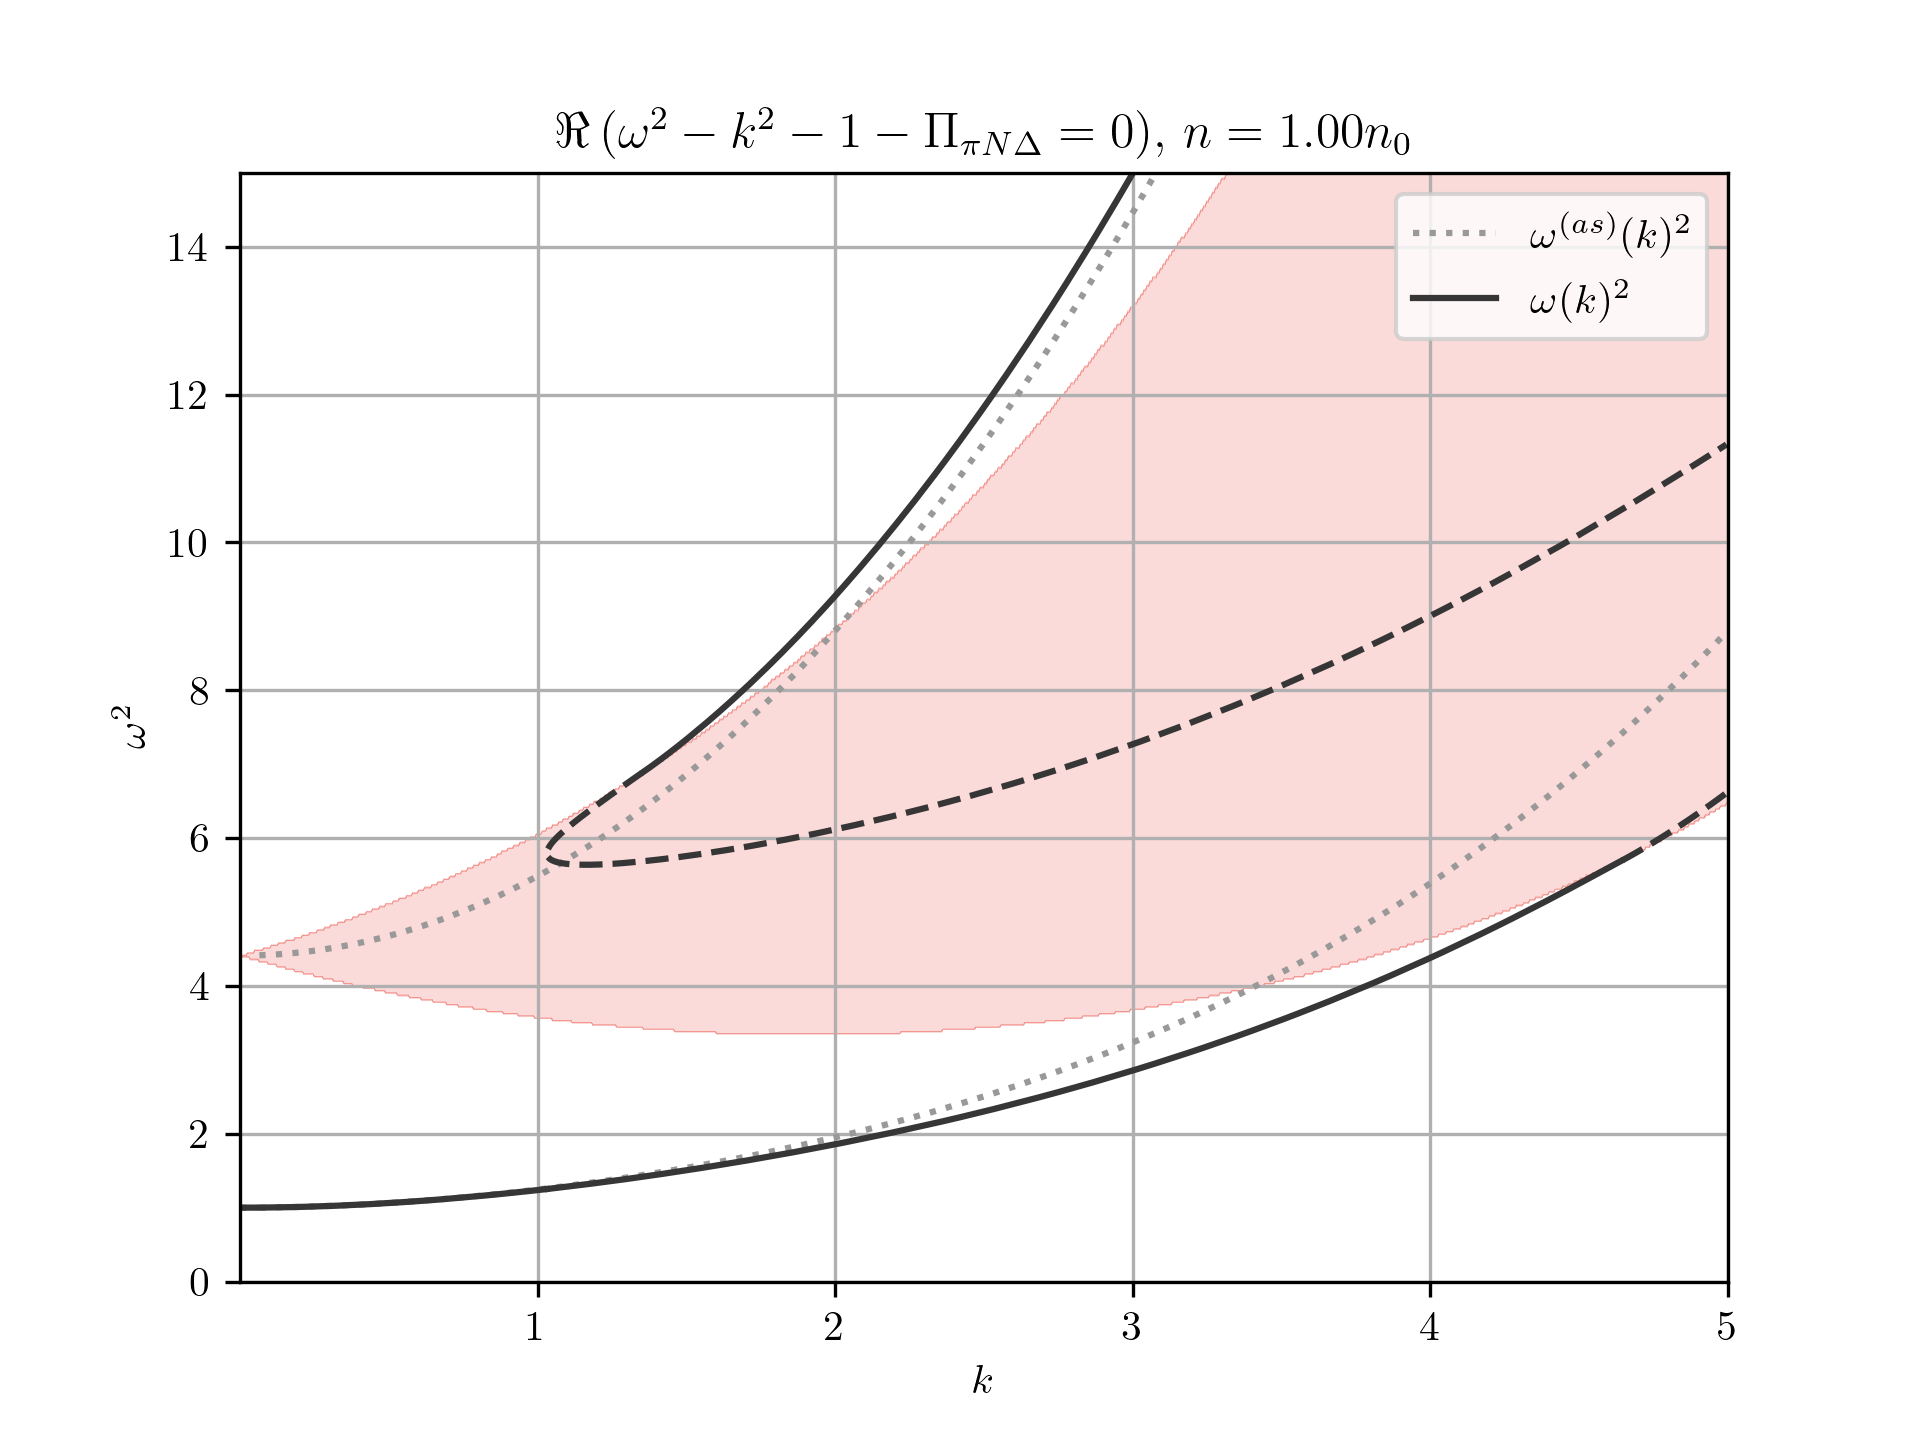 ℜ (ω² − k² − 1 − Π_{πNΔ} = 0), n = 1.00n₀
ω^{(as)}(k)²
ω(k)²
14
12
10
8
6
4
2
0
ω²
1 2 3 4 5
k